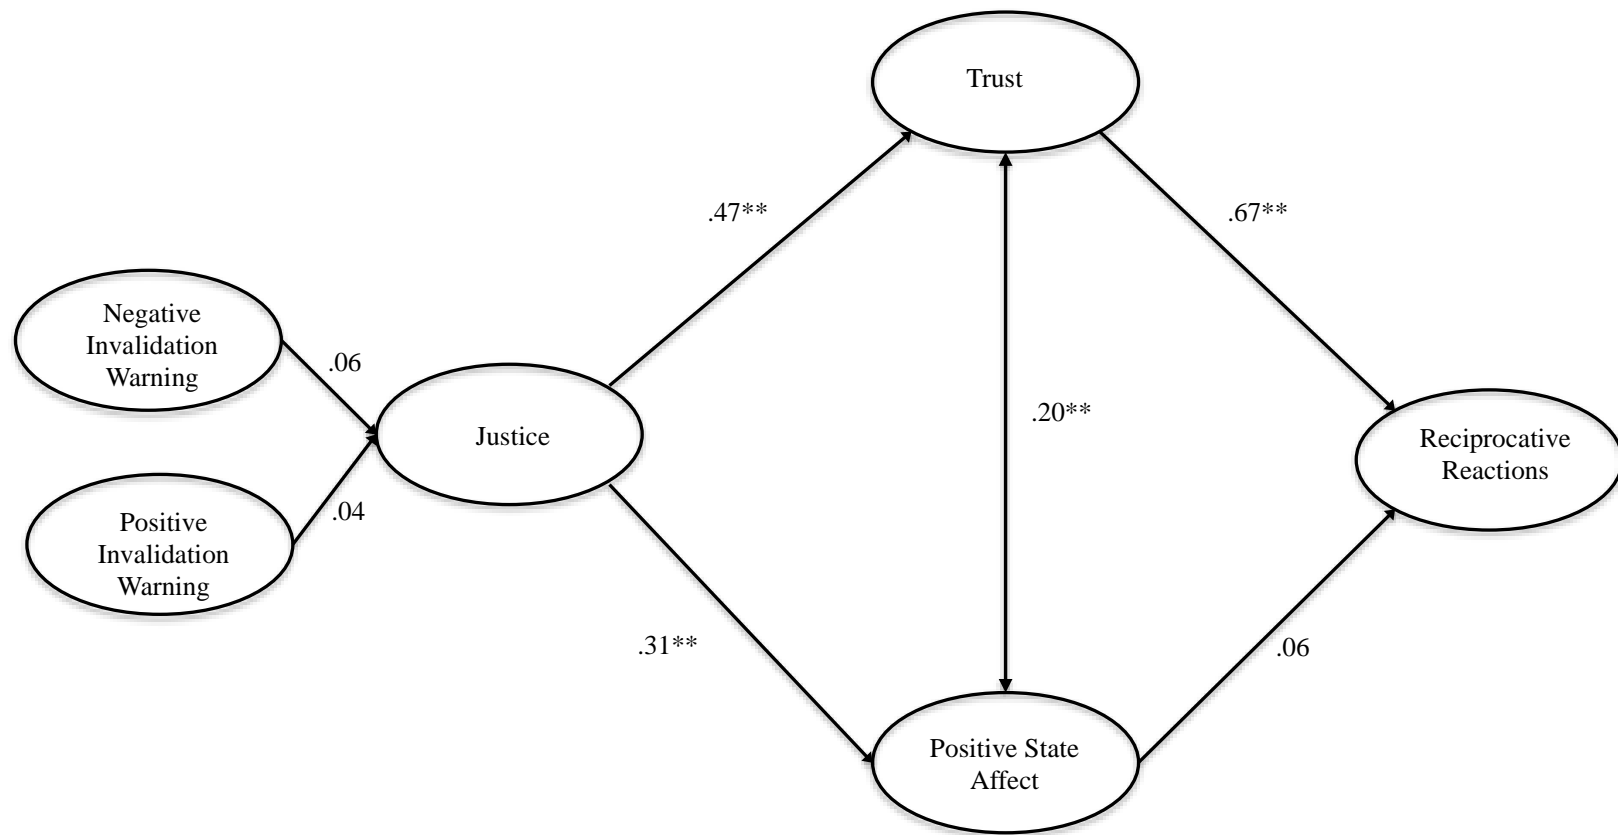 Trust
.47**
.67**
Negative
Invalidation
Warning
.06
Justice
.20**
Reciprocative
Reactions
.04
Positive
Invalidation
Warning
.31**
.06
Positive State
Affect